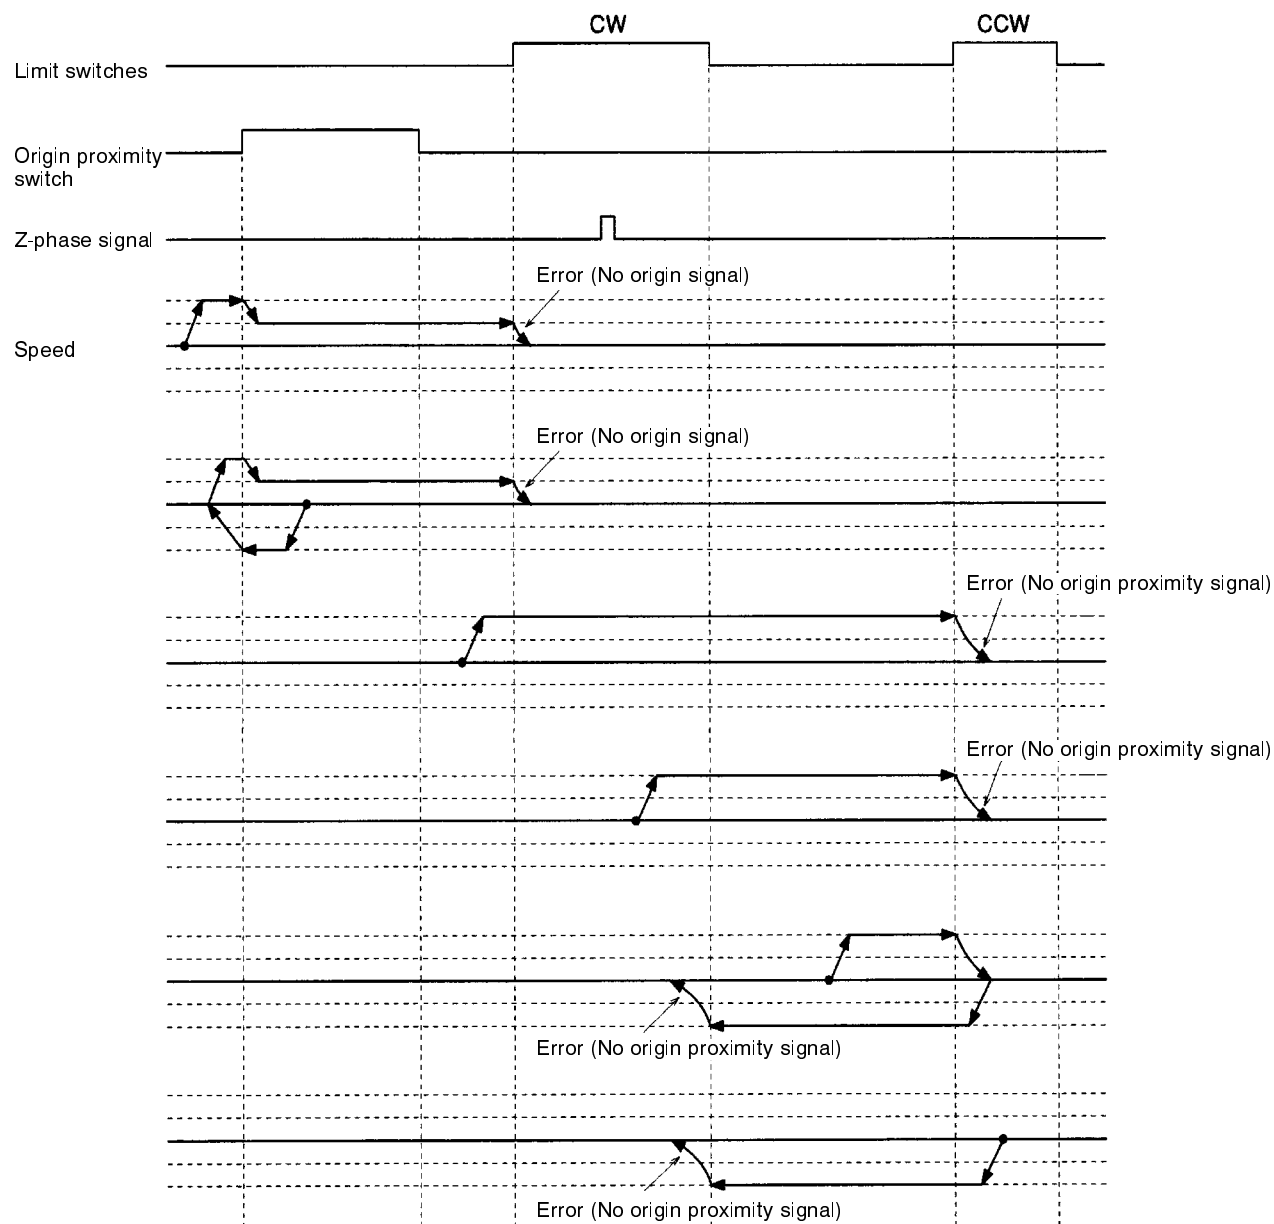 CW
CCW
Limit switches
Origin proximity
switch
Z-phase signal
Error (No origin signal)
Speed
Error (No origin signal)
Error (No origin proximity signal)
Error (No origin proximity signal)
Error (No origin proximity signal)
Error (No origin proximity signal)